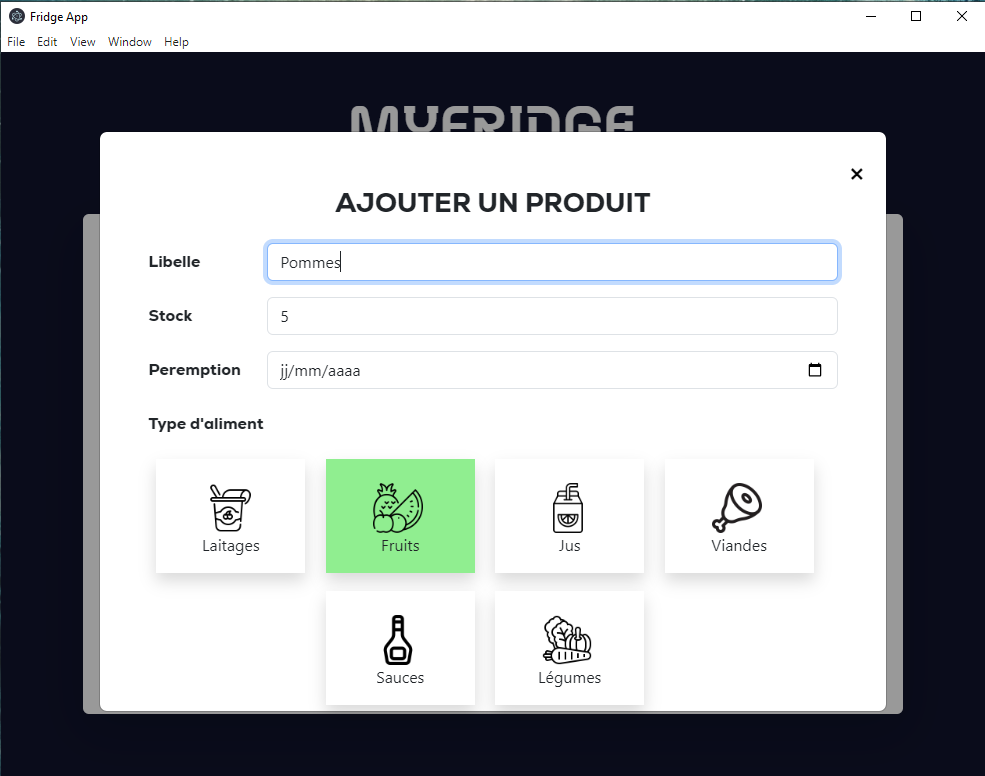 Fridge App
File Edit View Window Help
MYFRIDGE
AJOUTER UN PRODUIT
Libelle Pommes
Stock 5
Peremption jj/mm/aaaa
Type d'aliment
Laitages Fruits Jus Viandes
Sauces Légumes